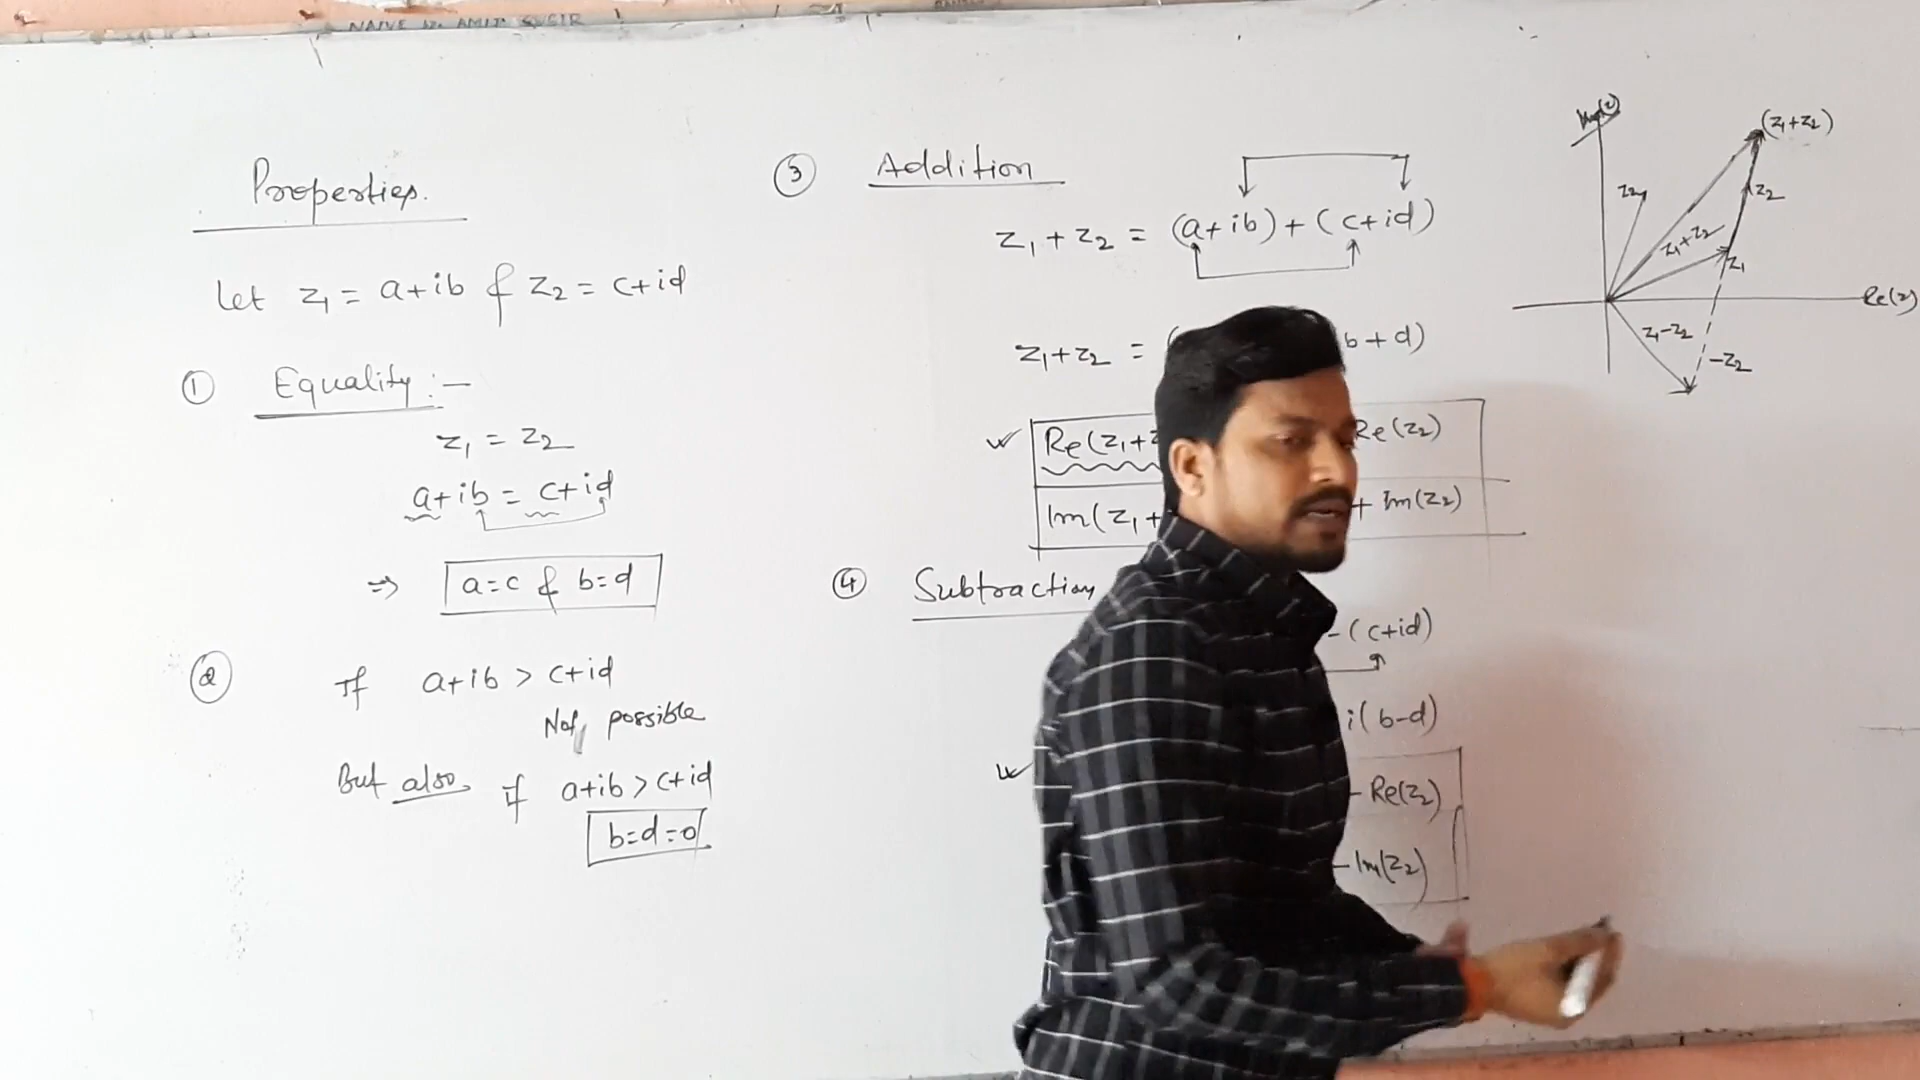 NAIVE
AMIT
Properties.
Let z₁ = a+ib & z₂ = c+id
① Equality :-
z₁ = z₂
a+ib = c+id
⇒ a=c & b=d
② If a+ib > c+id
Not possible
But also, if a+ib > c+id
b=d=0
③ Addition
z₁+z₂ = (a+ib)+(c+id)
z₁+z₂ = ( b+d)
Re(z₁+z Re(z₂)
Im(z₁+ + Im(z₂)
④ Subtraction
-(c+id)
i(b-d)
- Re(z₂)
- Im(z₂)
(z₁+z₂)
z₂
z₂
z₁+z₂
z₁
Re(z)
z₁-z₂
-z₂